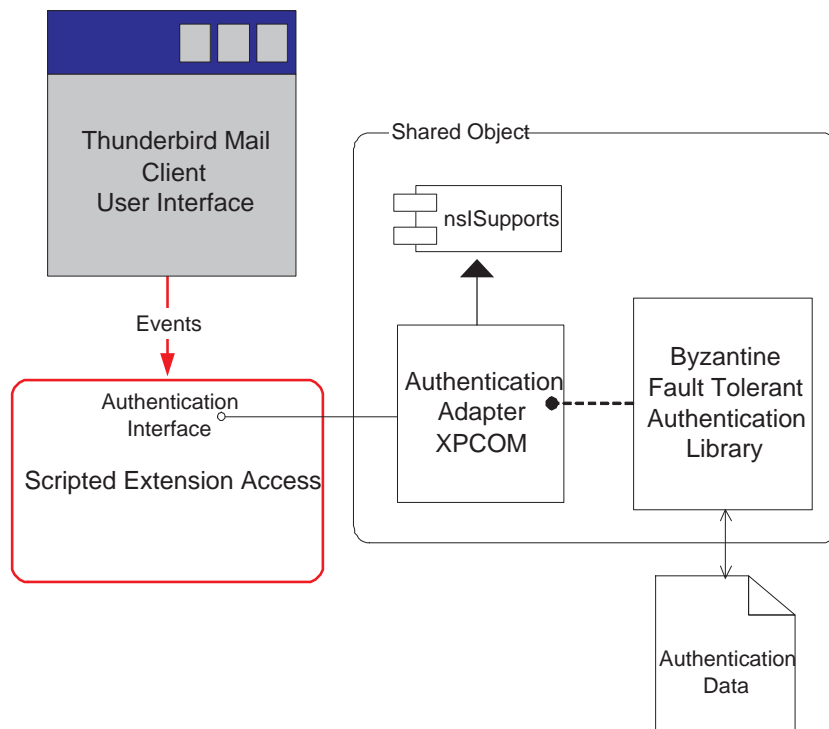 Thunderbird Mail
Client
User Interface
Shared Object
nsISupports
Events
Authentication
Interface
Scripted Extension Access
Authentication
Adapter
XPCOM
Byzantine
Fault Tolerant
Authentication
Library
Authentication
Data